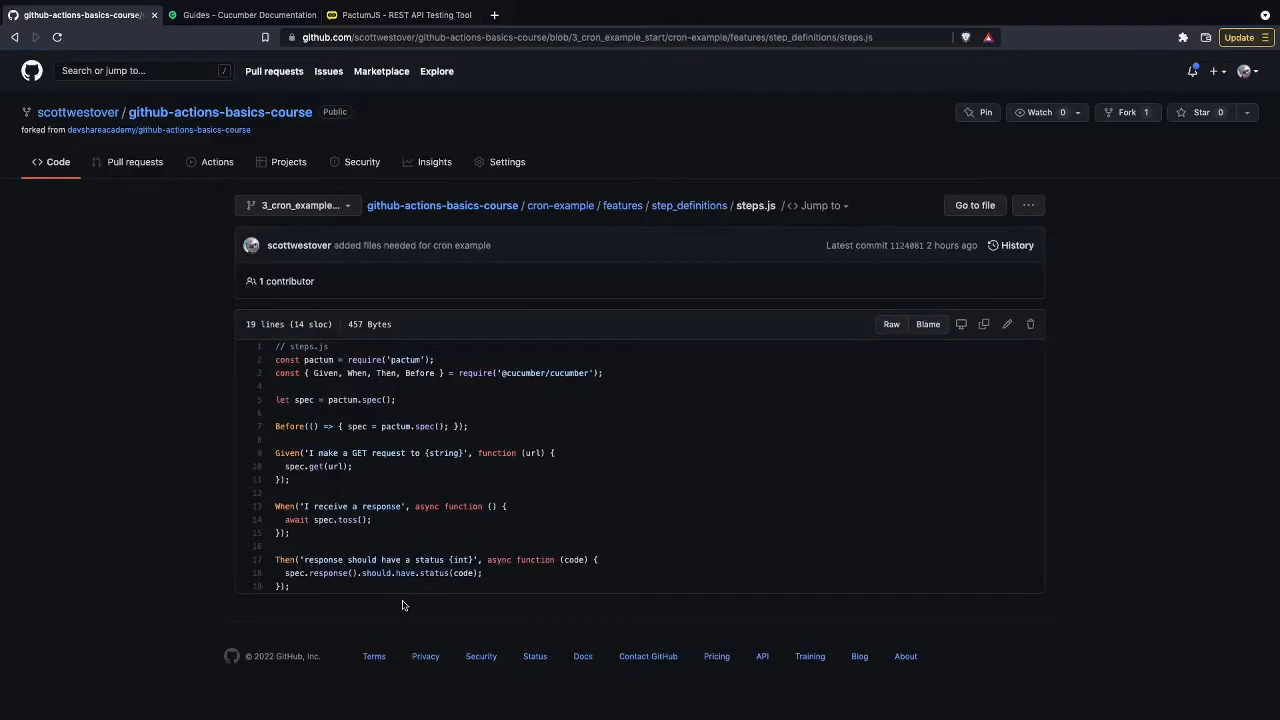 github-actions-basics-course/
Guides - Cucumber Documentation
PactumJS - REST API Testing Tool
github.com/scottwestover/github-actions-basics-course/blob/3_cron_example_start/cron-example/features/step_definitions/steps.js
Update
Search or jump to...
/
Pull requests
Issues
Marketplace
Explore
scottwestover / github-actions-basics-course
Public
forked from devshareacademy/github-actions-basics-course
Pin
Watch 0
Fork 1
Star 0
Code
Pull requests
Actions
Projects
Security
Insights
Settings
3_cron_example...
github-actions-basics-course / cron-example / features / step_definitions / steps.js / <> Jump to
Go to file
...
scottwestover added files needed for cron example
Latest commit 1124081 2 hours ago
History
1 contributor
19 lines (14 sloc) | 457 Bytes
Raw
Blame
1 // steps.js
2 const pactum = require('pactum');
3 const { Given, When, Then, Before } = require('@cucumber/cucumber');
4
5 let spec = pactum.spec();
6
7 Before(() => { spec = pactum.spec(); });
8
9 Given('I make a GET request to {string}', function (url) {
10 spec.get(url);
11 });
12
13 When('I receive a response', async function () {
14 await spec.toss();
15 });
16
17 Then('response should have a status {int}', async function (code) {
18 spec.response().should.have.status(code);
19 });
© 2022 GitHub, Inc.
Terms
Privacy
Security
Status
Docs
Contact GitHub
Pricing
API
Training
Blog
About